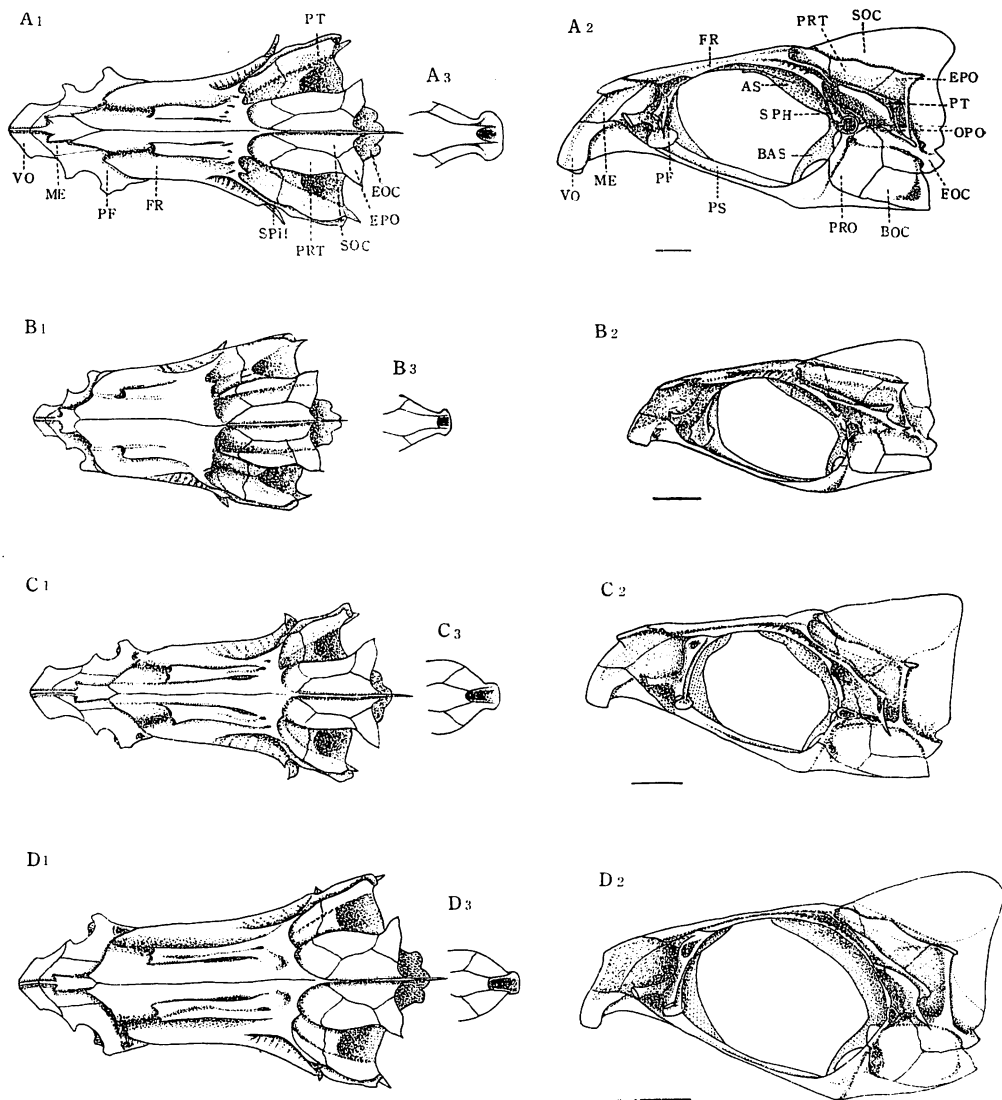 A1
PT
A3
VO
ME
PF
FR
SPH
PRT
SOC
EPO
EOC
A2
FR
PRT
SOC
AS
EPO
SPH
PT
OPO
BAS
VO
ME
PF
PS
PRO
BOC
EOC
B1
B3
B2
C1
C3
C2
D1
D3
D2